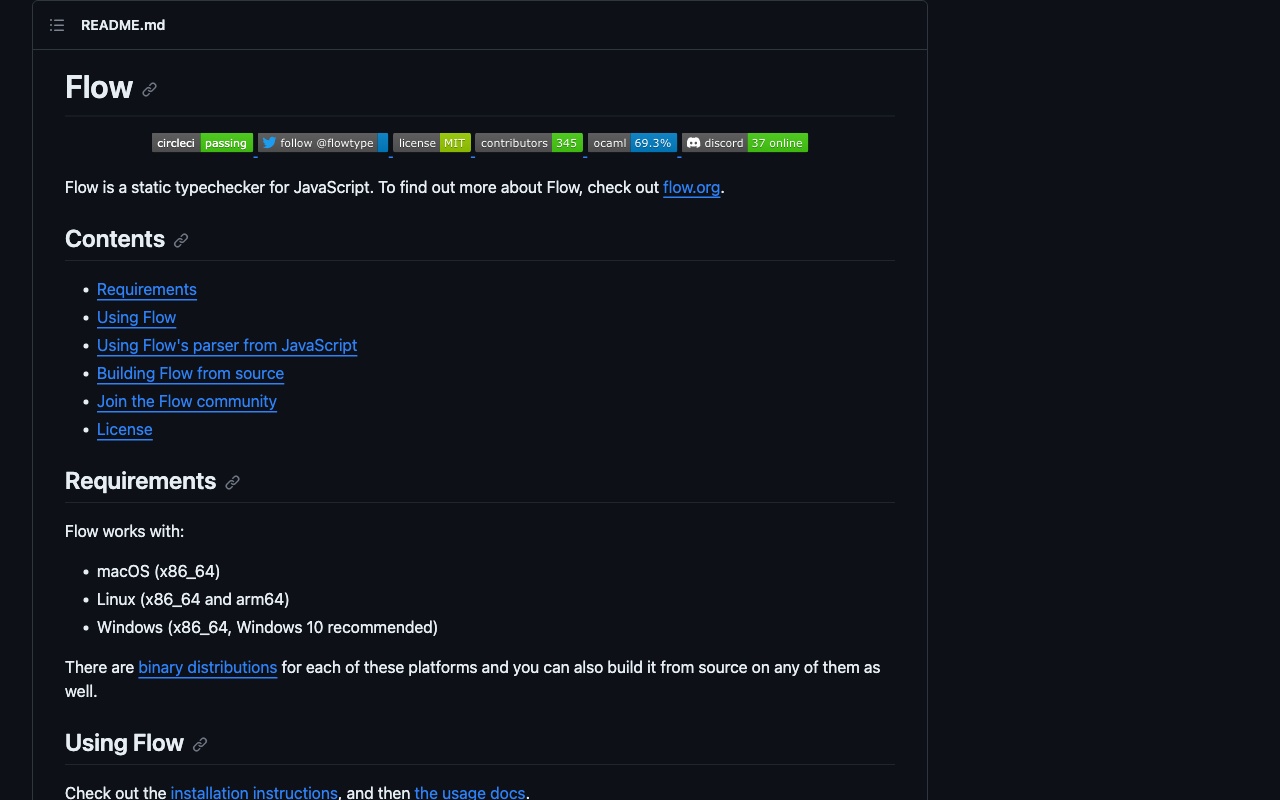 README.md
Flow
circleci passing follow @flowtype license MIT contributors 345 ocaml 69.3% discord 37 online
Flow is a static typechecker for JavaScript. To find out more about Flow, check out flow.org.
Contents
• Requirements
• Using Flow
• Using Flow's parser from JavaScript
• Building Flow from source
• Join the Flow community
• License
Requirements
Flow works with:
• macOS (x86_64)
• Linux (x86_64 and arm64)
• Windows (x86_64, Windows 10 recommended)
There are binary distributions for each of these platforms and you can also build it from source on any of them as
well.
Using Flow
Check out the installation instructions, and then the usage docs.